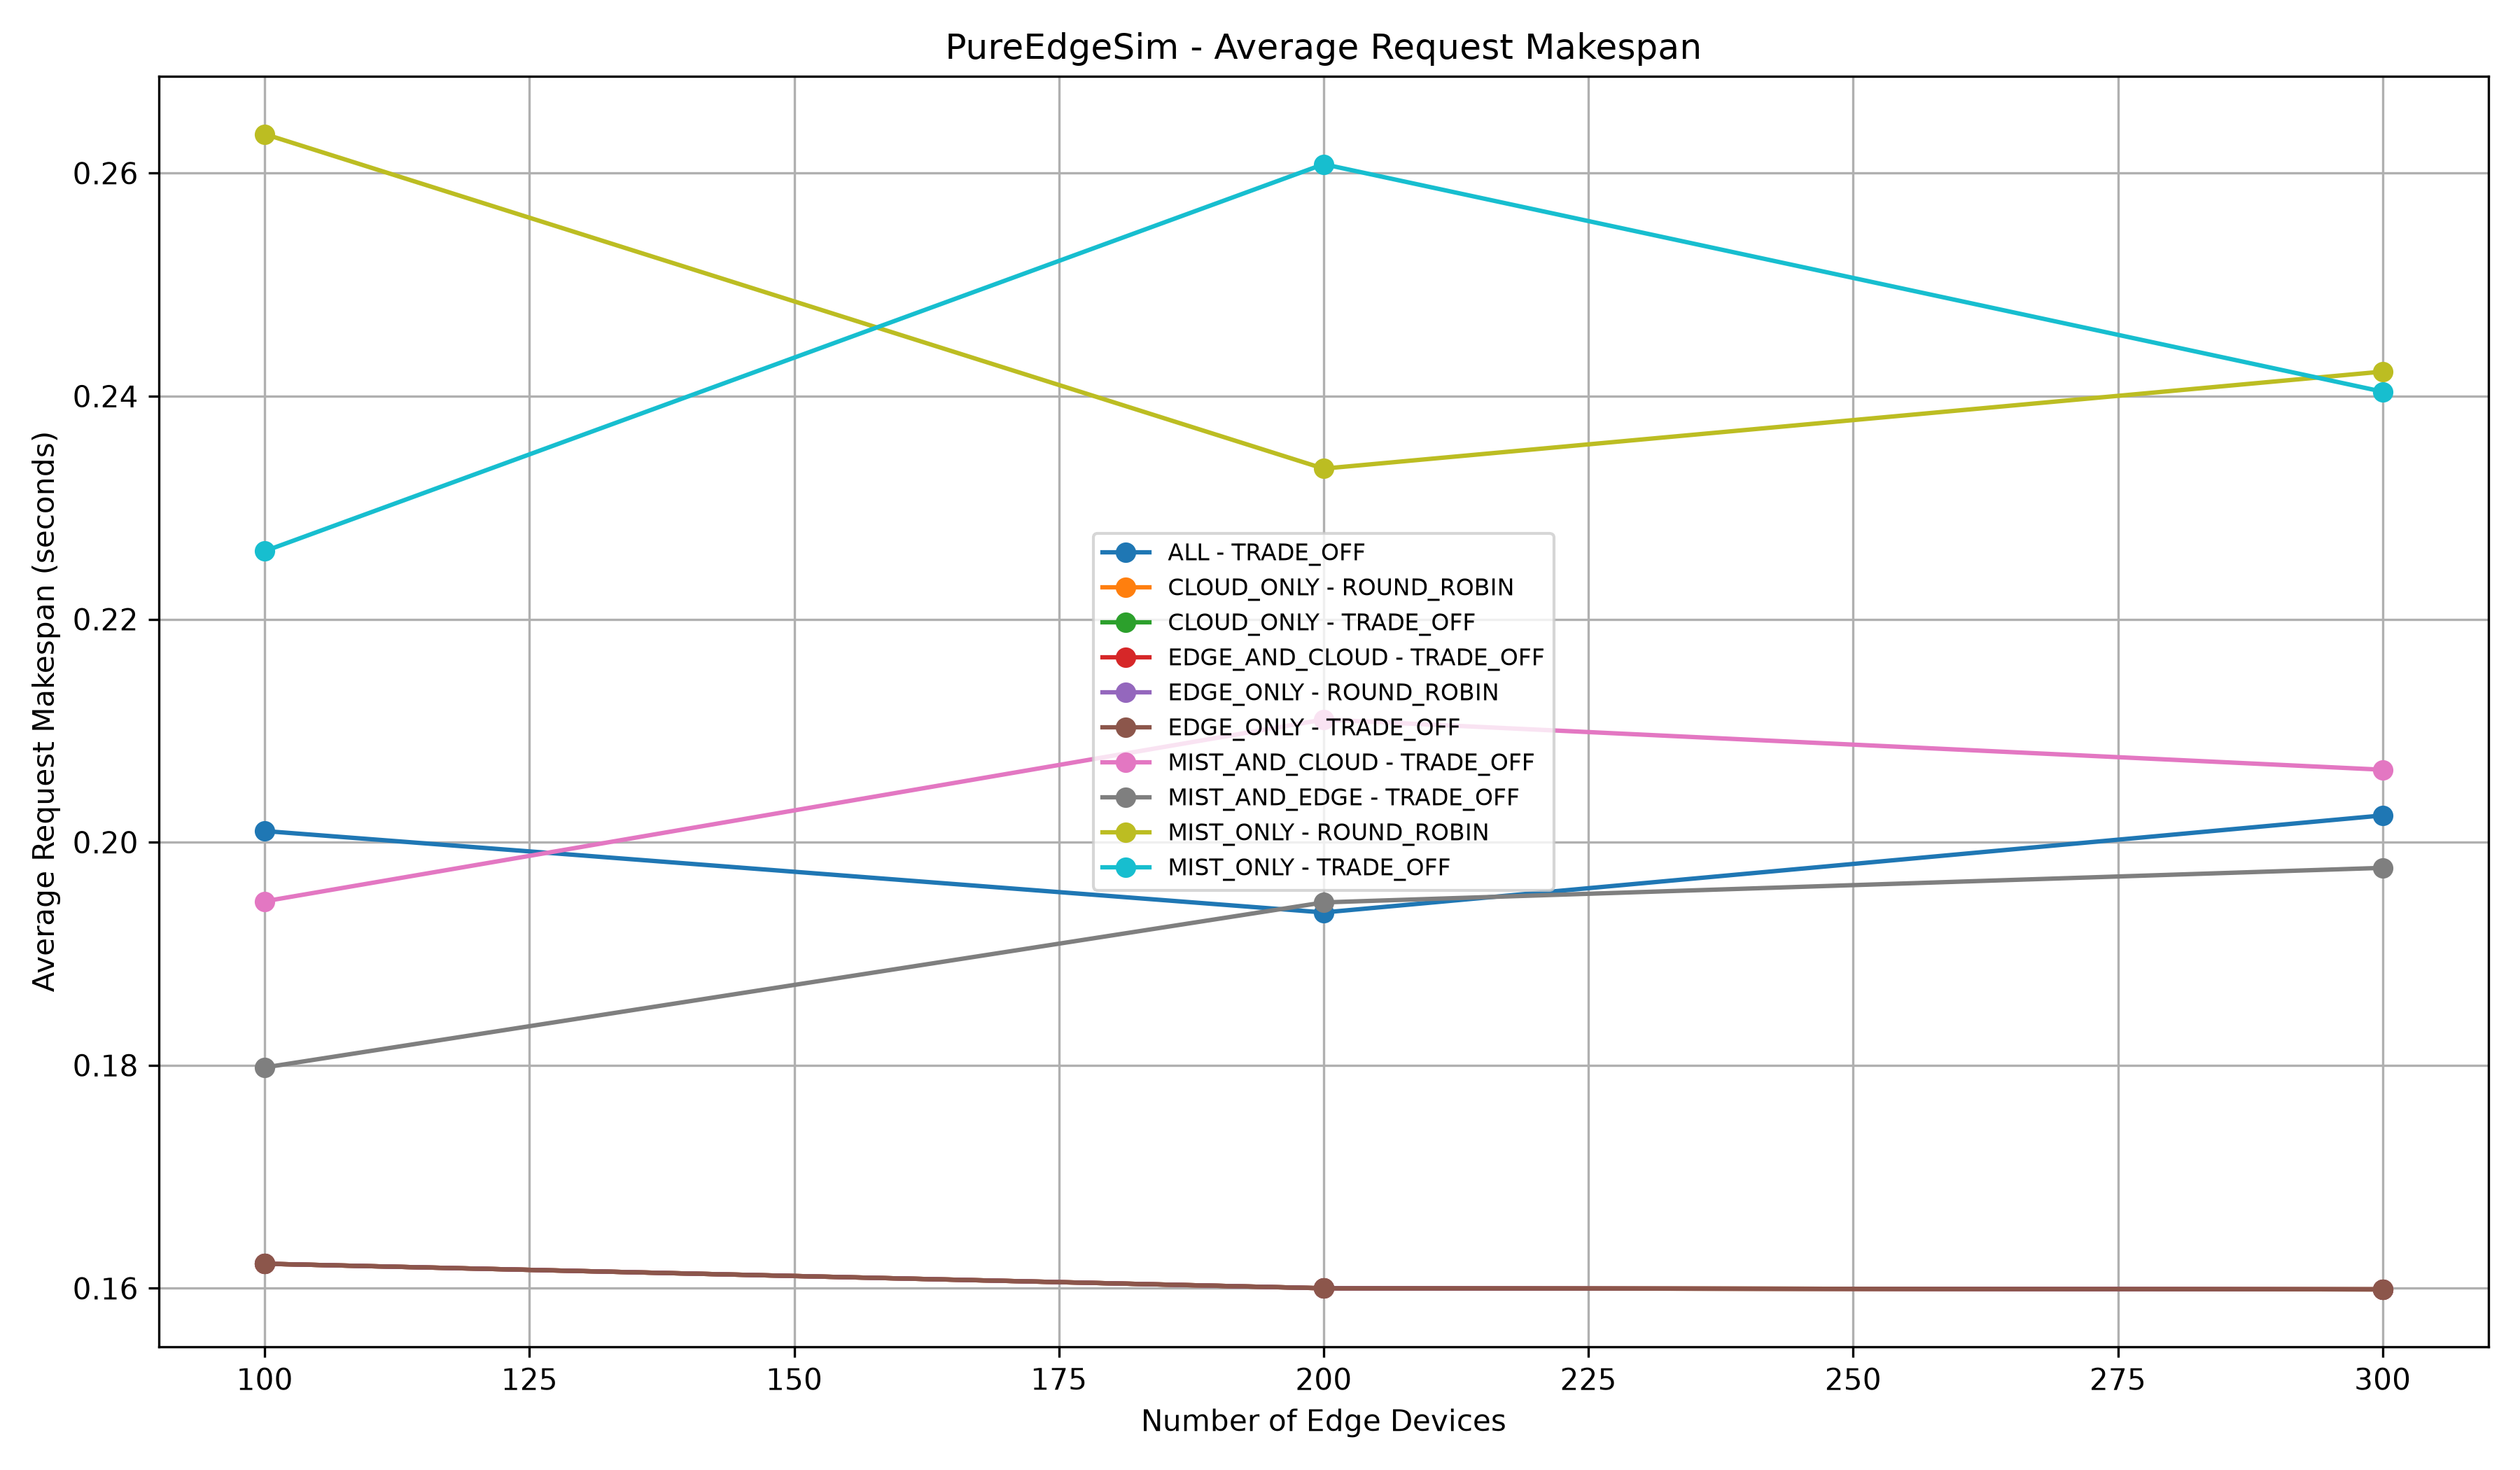 PureEdgeSim - Average Request Makespan
Average Request Makespan (seconds)
0.26
0.24
0.22
0.20
0.18
0.16
ALL - TRADE_OFF
CLOUD_ONLY - ROUND_ROBIN
CLOUD_ONLY - TRADE_OFF
EDGE_AND_CLOUD - TRADE_OFF
EDGE_ONLY - ROUND_ROBIN
EDGE_ONLY - TRADE_OFF
MIST_AND_CLOUD - TRADE_OFF
MIST_AND_EDGE - TRADE_OFF
MIST_ONLY - ROUND_ROBIN
MIST_ONLY - TRADE_OFF
100 125 150 175 200 225 250 275 300
Number of Edge Devices